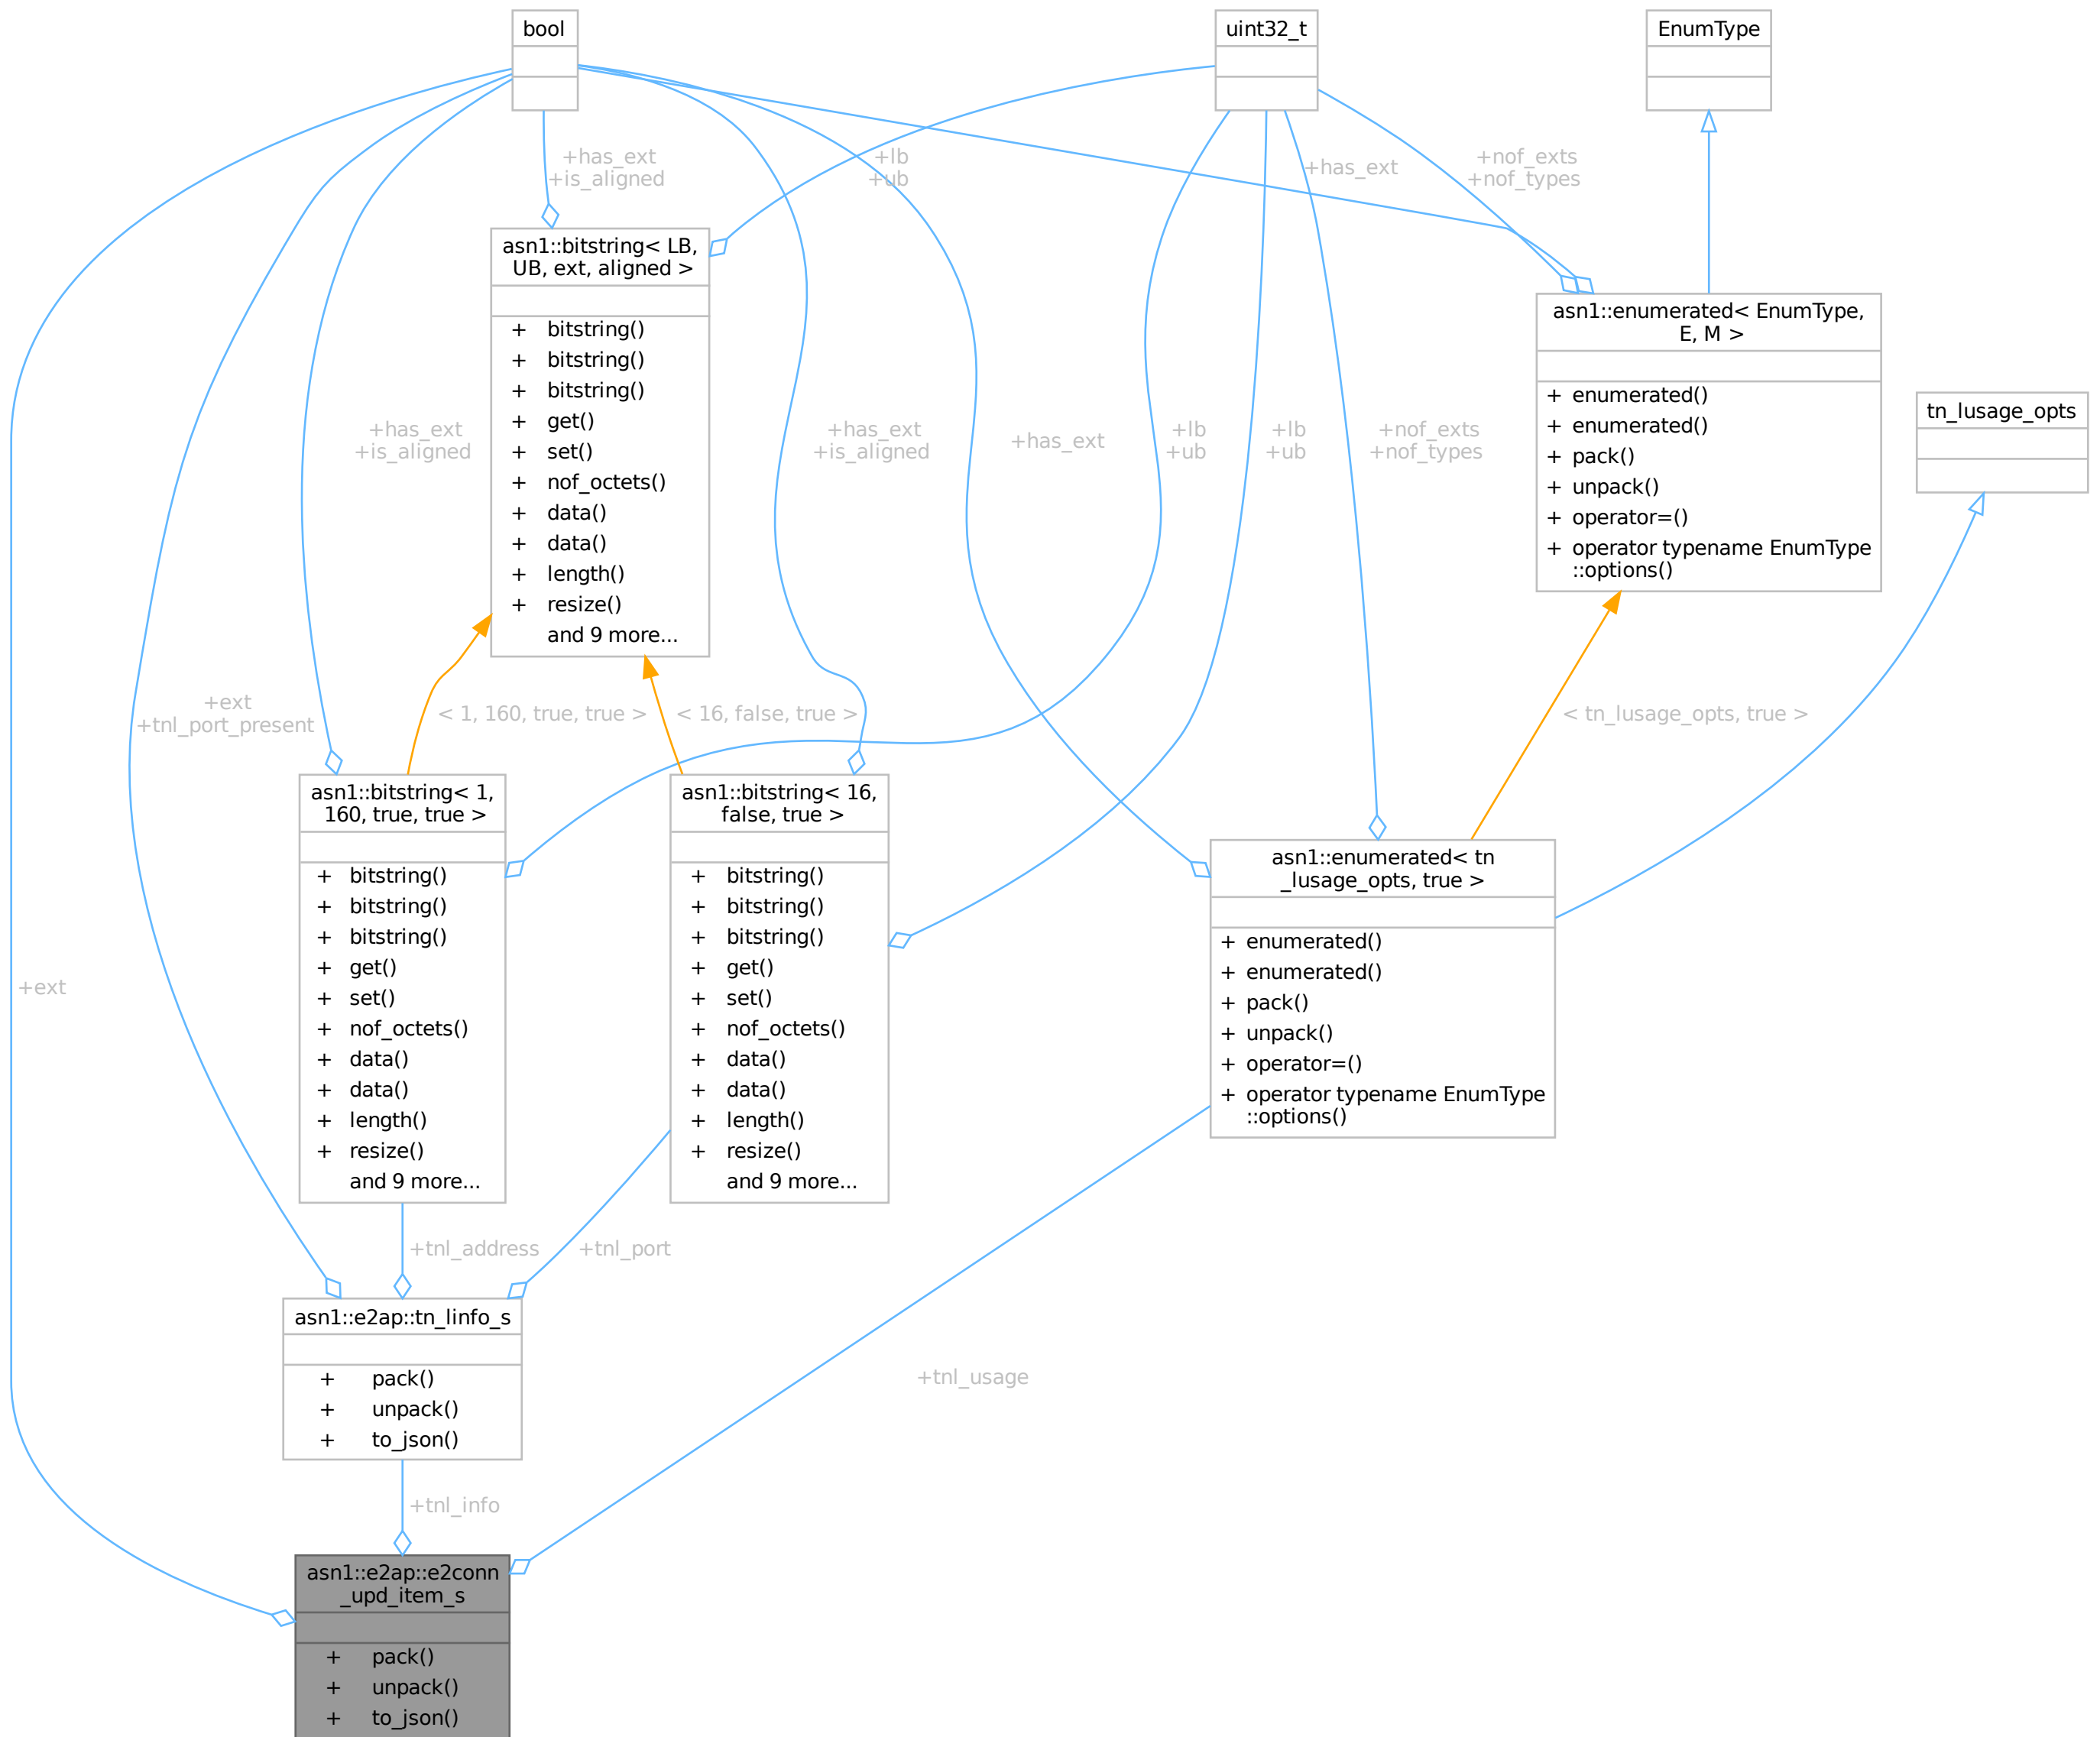 bool
uint32_t
EnumType
+has_ext
+is_aligned
+lb
+ub
+has_ext
+nof_exts
+nof_types
asn1::bitstring< LB,
UB, ext, aligned >
+ bitstring()
+ bitstring()
+ bitstring()
+ get()
+ set()
+ nof_octets()
+ data()
+ data()
+ length()
+ resize()
and 9 more...
asn1::enumerated< EnumType,
E, M >
+ enumerated()
+ enumerated()
+ pack()
+ unpack()
+ operator=()
+ operator typename EnumType
::options()
tn_lusage_opts
+has_ext
+is_aligned
+has_ext
+is_aligned
+has_ext
+lb
+ub
+lb
+ub
+nof_exts
+nof_types
+ext
+tnl_port_present
< 1, 160, true, true >
< 16, false, true >
< tn_lusage_opts, true >
asn1::bitstring< 1,
160, true, true >
+ bitstring()
+ bitstring()
+ bitstring()
+ get()
+ set()
+ nof_octets()
+ data()
+ data()
+ length()
+ resize()
and 9 more...
asn1::bitstring< 16,
false, true >
+ bitstring()
+ bitstring()
+ bitstring()
+ get()
+ set()
+ nof_octets()
+ data()
+ data()
+ length()
+ resize()
and 9 more...
asn1::enumerated< tn
_lusage_opts, true >
+ enumerated()
+ enumerated()
+ pack()
+ unpack()
+ operator=()
+ operator typename EnumType
::options()
+ext
+tnl_address
+tnl_port
asn1::e2ap::tn_linfo_s
+ pack()
+ unpack()
+ to_json()
+tnl_usage
+tnl_info
asn1::e2ap::e2conn
_upd_item_s
+ pack()
+ unpack()
+ to_json()